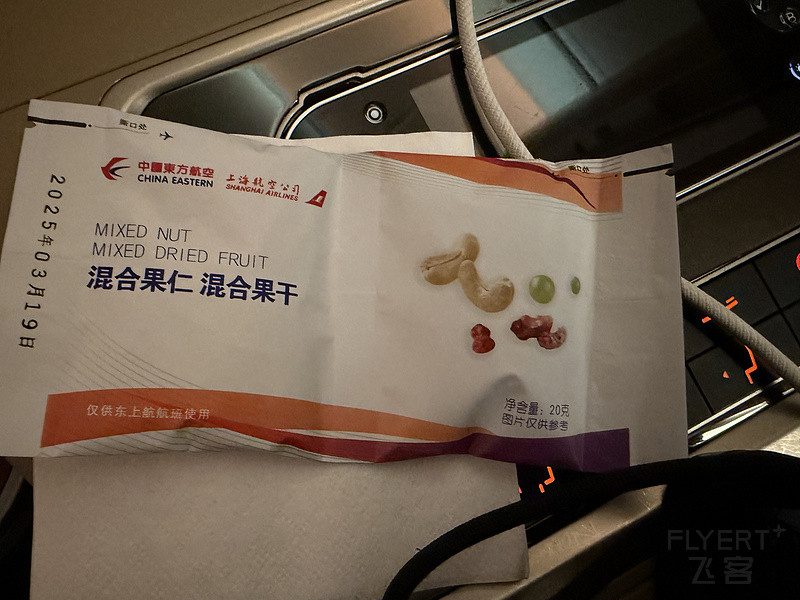 撕口处
撕口处
中國東方航空
CHINA EASTERN
上海航空公司
SHANGHAI AIRLINES
2025年03月19日
MIXED NUT
MIXED DRIED FRUIT
混合果仁 混合果干
仅供东上航航班使用
净含量：20克
图片仅供参考
FLYERT+
飞客